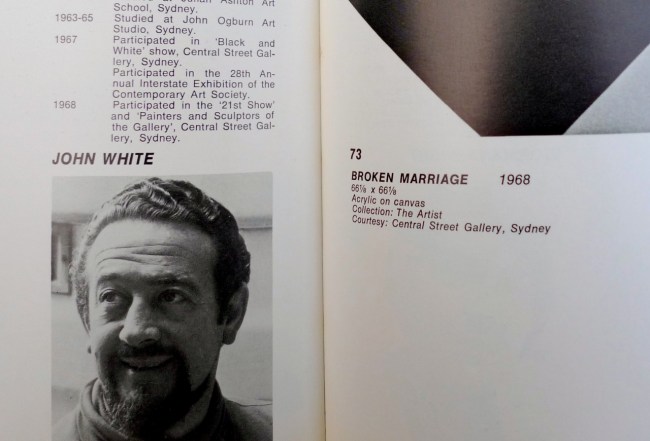 School, Sydney.
1963-65 Studied at John Ogburn Art
Studio, Sydney.
1967 Participated in 'Black and
White' show, Central Street Gal-
lery, Sydney.
Participated in the 28th An-
nual Interstate Exhibition of the
Contemporary Art Society.
1968 Participated in the '21st Show'
and 'Painters and Sculptors of
the Gallery', Central Street Gal-
lery, Sydney.
JOHN WHITE
73
BROKEN MARRIAGE 1968
66⅞ x 66⅞
Acrylic on canvas
Collection: The Artist
Courtesy: Central Street Gallery, Sydney